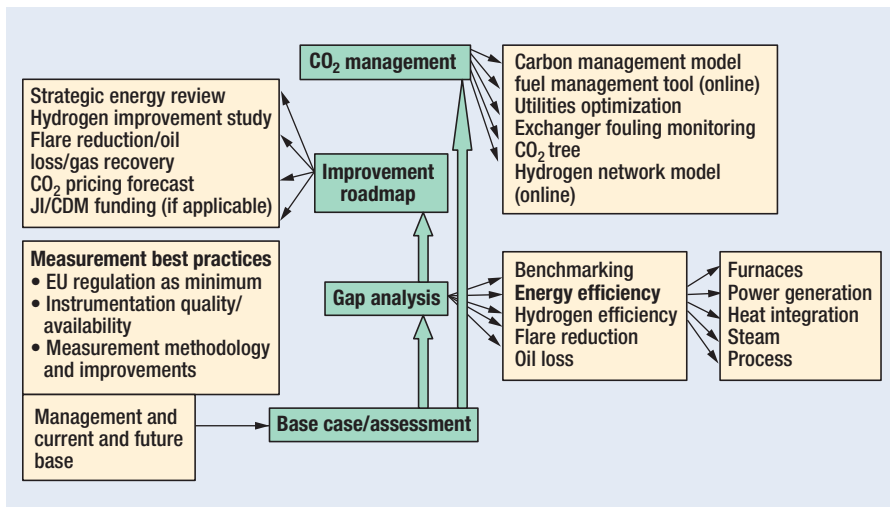 CO2 management
Carbon management model
fuel management tool (online)
Utilities optimization
Exchanger fouling monitoring
CO2 tree
Hydrogen network model
(online)
Strategic energy review
Hydrogen improvement study
Flare reduction/oil
loss/gas recovery
CO2 pricing forecast
JI/CDM funding (if applicable)
Improvement
roadmap
Measurement best practices
• EU regulation as minimum
• Instrumentation quality/
availability
• Measurement methodology
and improvements
Gap analysis
Benchmarking
Energy efficiency
Hydrogen efficiency
Flare reduction
Oil loss
Furnaces
Power generation
Heat integration
Steam
Process
Management and
current and future
base
Base case/assessment